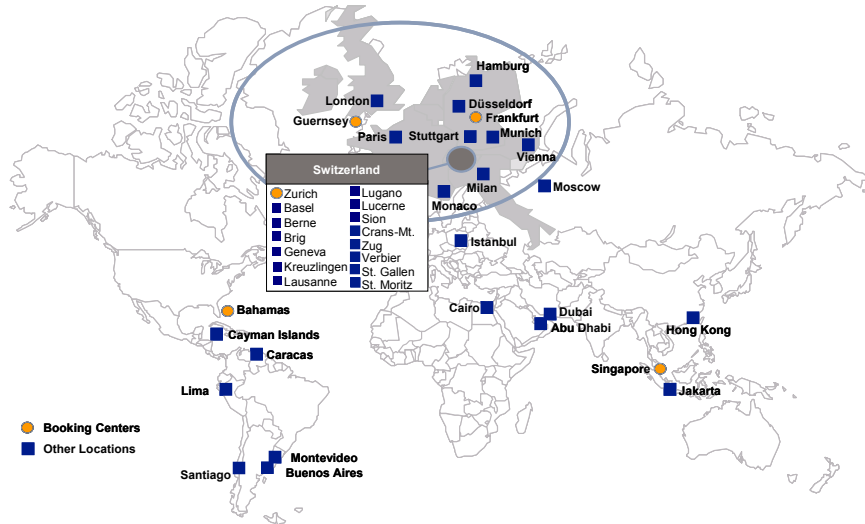 Hamburg
London
Düsseldorf
Guernsey
Frankfurt
Paris
Stuttgart
Munich
Vienna
Switzerland
Zurich
Basel
Berne
Brig
Geneva
Kreuzlingen
Lausanne
Lugano
Lucerne
Sion
Crans-Mt.
Zug
Verbier
St. Gallen
St. Moritz
Milan
Monaco
Moscow
Istanbul
Cairo
Dubai
Abu Dhabi
Hong Kong
Bahamas
Cayman Islands
Caracas
Singapore
Lima
Jakarta
Booking Centers
Other Locations
Montevideo
Santiago
Buenos Aires